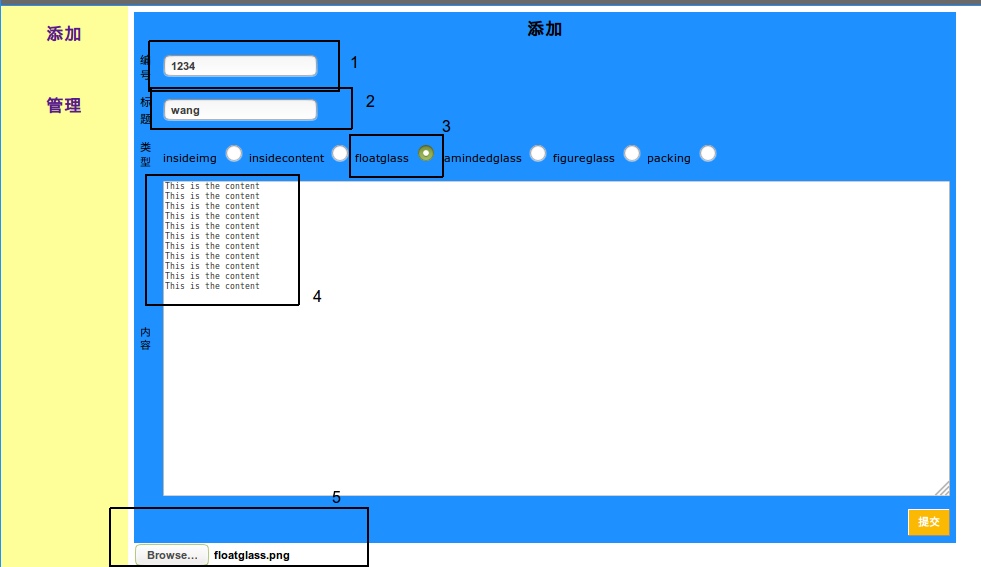 添加
管理
添加
编号
1234
1
标题
wang
2
3
类型
insideimg
insidecontent
floatglass
amindedglass
figureglass
packing
This is the content
This is the content
This is the content
This is the content
This is the content
This is the content
This is the content
This is the content
This is the content
This is the content
This is the content
4
内容
5
提交
Browse... floatglass.png